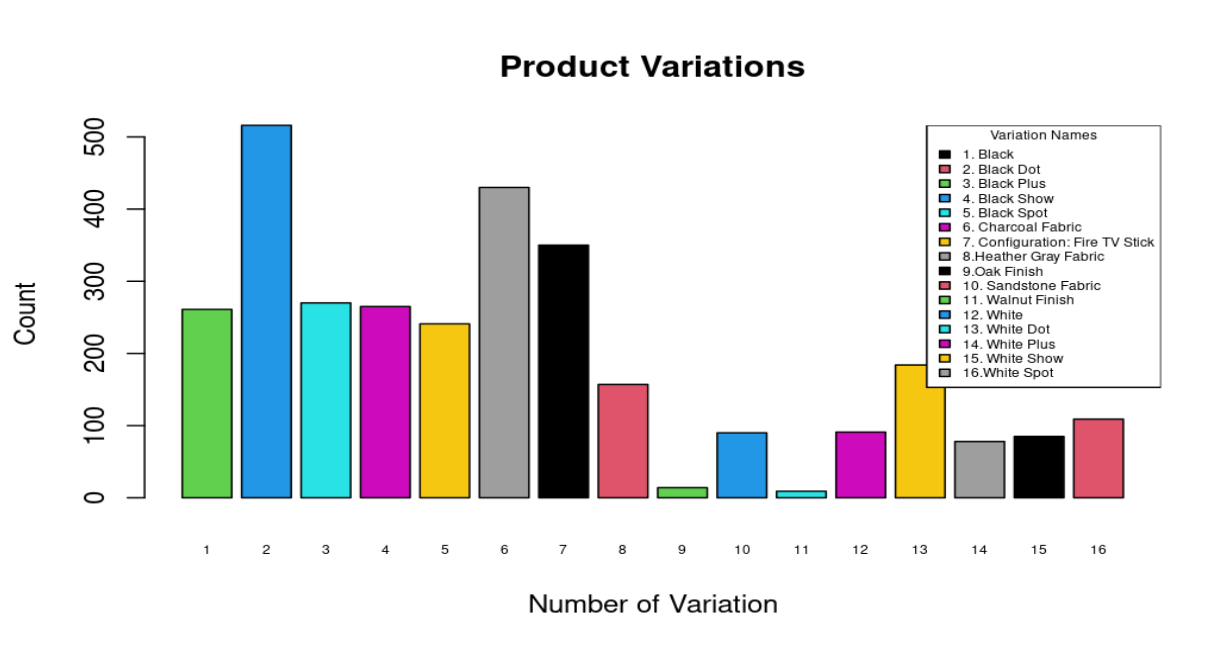 Product Variations
Count
500
400
300
200
100
0
Variation Names
1. Black
2. Black Dot
3. Black Plus
4. Black Show
5. Black Spot
6. Charcoal Fabric
7. Configuration: Fire TV Stick
8.Heather Gray Fabric
9.Oak Finish
10. Sandstone Fabric
11. Walnut Finish
12. White
13. White Dot
14. White Plus
15. White Show
16.White Spot
1 2 3 4 5 6 7 8 9 10 11 12 13 14 15 16
Number of Variation